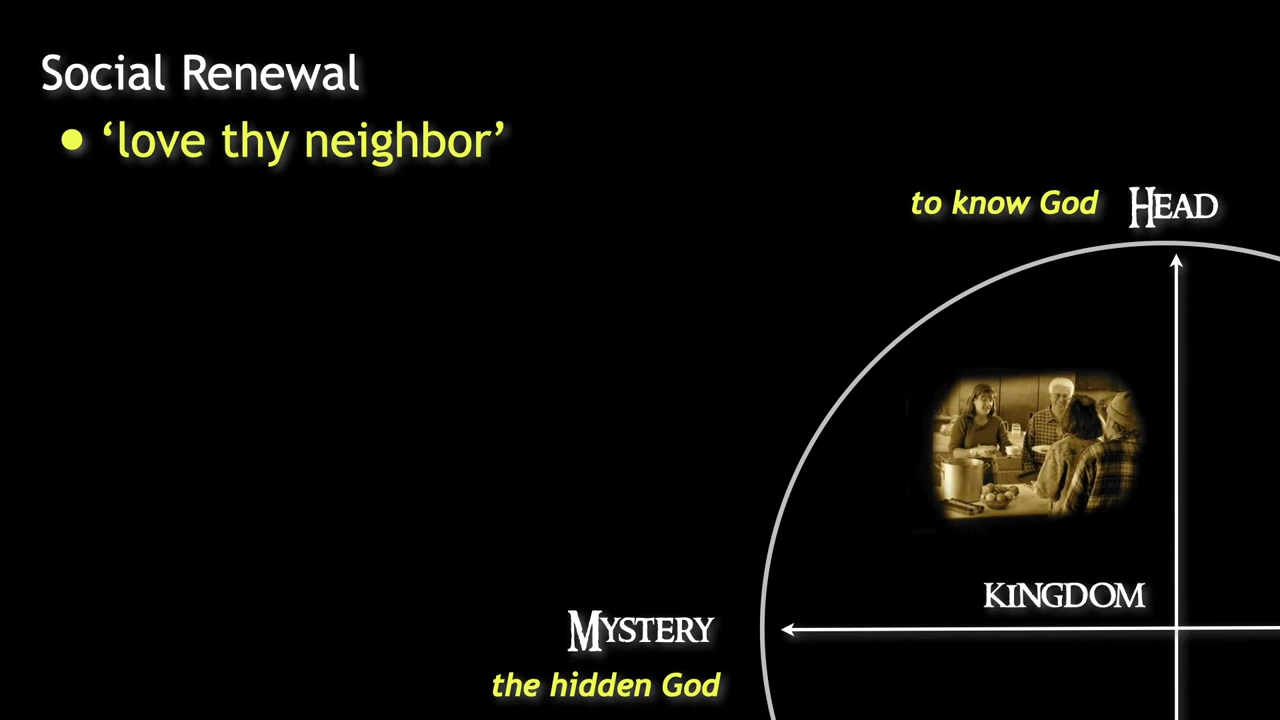 Social Renewal
• ‘love thy neighbor’
to know God HEAD
KINGDOM
MYSTERY
the hidden God